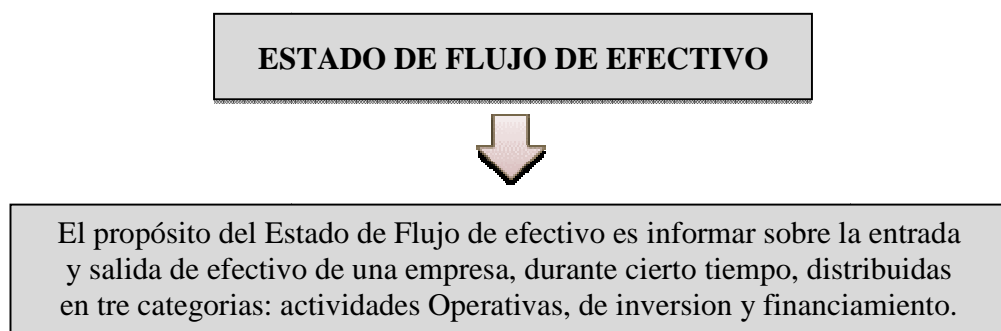 ESTADO DE FLUJO DE EFECTIVO
El propósito del Estado de Flujo de efectivo es informar sobre la entrada
y salida de efectivo de una empresa, durante cierto tiempo, distribuidas
en tre categorias: actividades Operativas, de inversion y financiamiento.